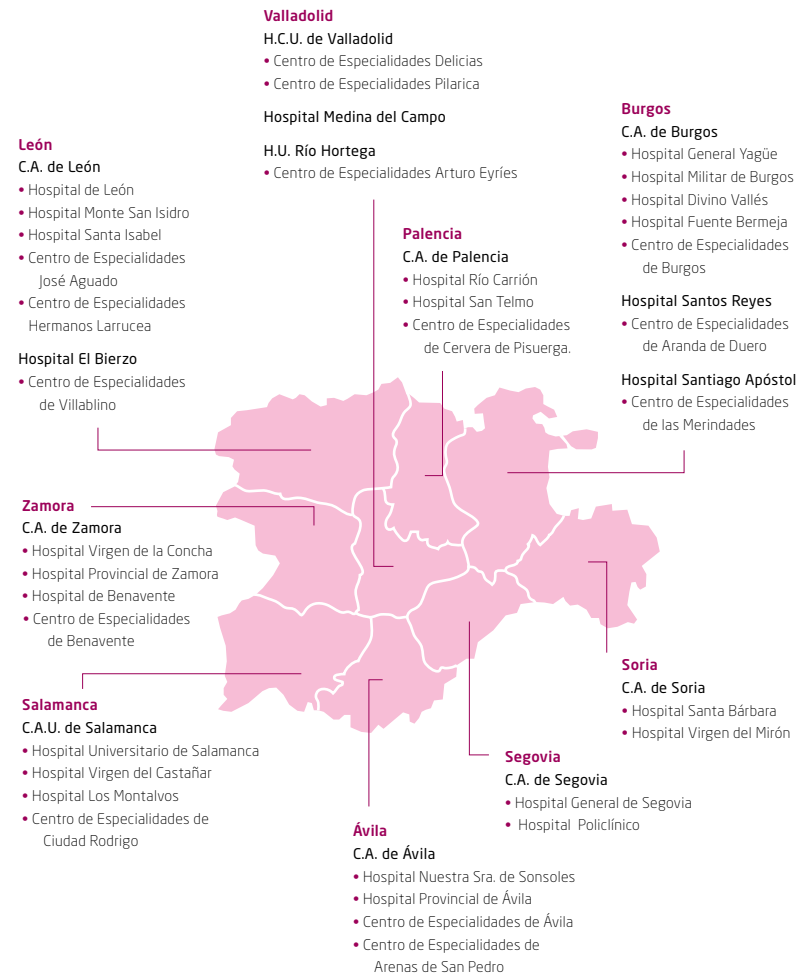 Valladolid
H.C.U. de Valladolid
• Centro de Especialidades Delicias
• Centro de Especialidades Pilarica
Hospital Medina del Campo
H.U. Río Hortega
• Centro de Especialidades Arturo Eyríes
Burgos
C.A. de Burgos
• Hospital General Yagüe
• Hospital Militar de Burgos
• Hospital Divino Vallés
• Hospital Fuente Bermeja
• Centro de Especialidades
de Burgos
Hospital Santos Reyes
• Centro de Especialidades
de Aranda de Duero
Hospital Santiago Apóstol
• Centro de Especialidades
de las Merindades
León
C.A. de León
• Hospital de León
• Hospital Monte San Isidro
• Hospital Santa Isabel
• Centro de Especialidades
José Aguado
• Centro de Especialidades
Hermanos Larrucea
Hospital El Bierzo
• Centro de Especialidades
de Villablino
Palencia
C.A. de Palencia
• Hospital Río Carrión
• Hospital San Telmo
• Centro de Especialidades
de Cervera de Pisuerga.
Zamora
C.A. de Zamora
• Hospital Virgen de la Concha
• Hospital Provincial de Zamora
• Hospital de Benavente
• Centro de Especialidades
de Benavente
Soria
C.A. de Soria
• Hospital Santa Bárbara
• Hospital Virgen del Mirón
Salamanca
C.A.U. de Salamanca
• Hospital Universitario de Salamanca
• Hospital Virgen del Castañar
• Hospital Los Montalvos
• Centro de Especialidades de
Ciudad Rodrigo
Segovia
C.A. de Segovia
• Hospital General de Segovia
• Hospital Policlínico
Ávila
C.A. de Ávila
• Hospital Nuestra Sra. de Sonsoles
• Hospital Provincial de Ávila
• Centro de Especialidades de Ávila
• Centro de Especialidades de
Arenas de San Pedro